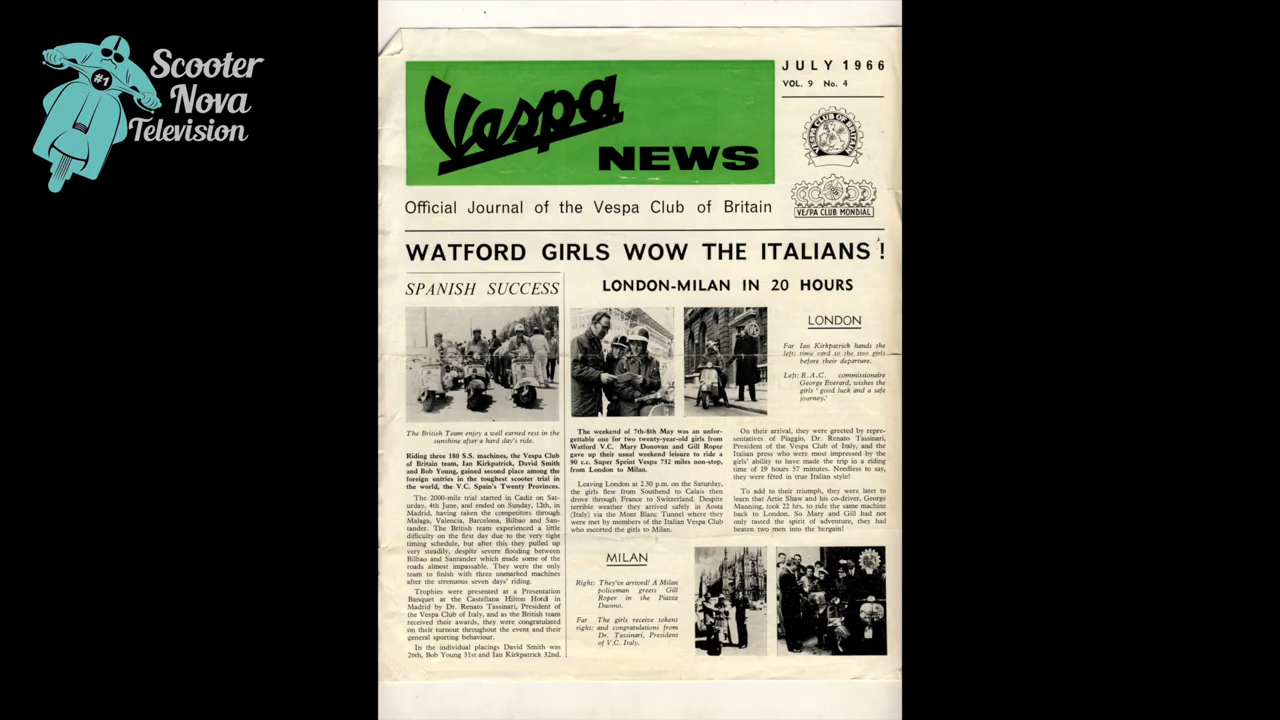 Scooter
Nova
Television
#1
JULY 1966
VOL. 9 No. 4
Vespa
NEWS
VESPA CLUB OF BRITAIN
VESPA CLUB MONDIAL
Official Journal of the Vespa Club of Britain
WATFORD GIRLS WOW THE ITALIANS !
SPANISH SUCCESS
The British Team enjoy a well earned rest in the
sunshine after a hard day's ride.
Riding three 180 S.S. machines, the Vespa Club
of Britain team, Ian Kirkpatrick, David Smith
and Bob Young, gained second place among the
foreign entries in the toughest scooter trial in
the world, the V.C. Spain's Twenty Provinces.
The 2000-mile trial started in Cadiz on Sat-
urday, 4th June, and ended on Sunday, 12th, in
Madrid, having taken the competitors through
Malaga, Valencia, Barcelona, Bilbao and San-
tander. The British team experienced a little
difficulty on the first day due to the very tight
timing schedule, but after this they pulled up
very steadily, despite severe flooding between
Bilbao and Santander which made some of the
roads almost impassable. They were the only
team to finish with three unmarked machines
after the strenuous seven days' riding.
Trophies were presented at a Presentation
Banquet at the Castellana Hilton Hotel in
Madrid by Dr. Renato Tassinari, President of
the Vespa Club of Italy, and as the British team
received their awards, they were congratulated
on their turnout throughout the event and their
general sporting behaviour.
In the individual placings David Smith was
26th, Bob Young 31st and Ian Kirkpatrick 32nd.
LONDON-MILAN IN 20 HOURS
LONDON
Far Ian Kirkpatrick hands the
left: time card to the two girls
before their departure.
Left: R.A.C. commissionaire
George Everard, wishes the
girls ' good luck and a safe
journey.'
The weekend of 7th-8th May was an unfor-
gettable one for two twenty-year-old girls from
Watford V.C. Mary Donovan and Gill Roper
gave up their usual weekend leisure to ride a
90 c.c. Super Sprint Vespa 732 miles non-stop,
from London to Milan.
Leaving London at 2.30 p.m. on the Saturday,
the girls flew from Southend to Calais then
drove through France to Switzerland. Despite
terrible weather they arrived safely in Aosta
(Italy) via the Mont Blanc Tunnel where they
were met by members of the Italian Vespa Club
who escorted the girls to Milan.
On their arrival, they were greeted by repre-
sentatives of Piaggio, Dr. Renato Tassinari,
President of the Vespa Club of Italy, and the
Italian press who were most impressed by the
girls' ability to have made the trip in a riding
time of 19 hours 57 minutes. Needless to say,
they were fêted in true Italian style!
To add to their triumph, they were later to
learn that Artie Shaw and his co-driver, George
Manning, took 22 hrs. to ride the same machine
back to London. So Mary and Gill had not
only tasted the spirit of adventure, they had
beaten two men into the bargain!
MILAN
Right: They've arrived! A Milan
policeman greets Gill
Roper in the Piazza
Duomo.
Far The girls receive tokens
right: and congratulations from
Dr. Tassinari, President
of V.C. Italy.